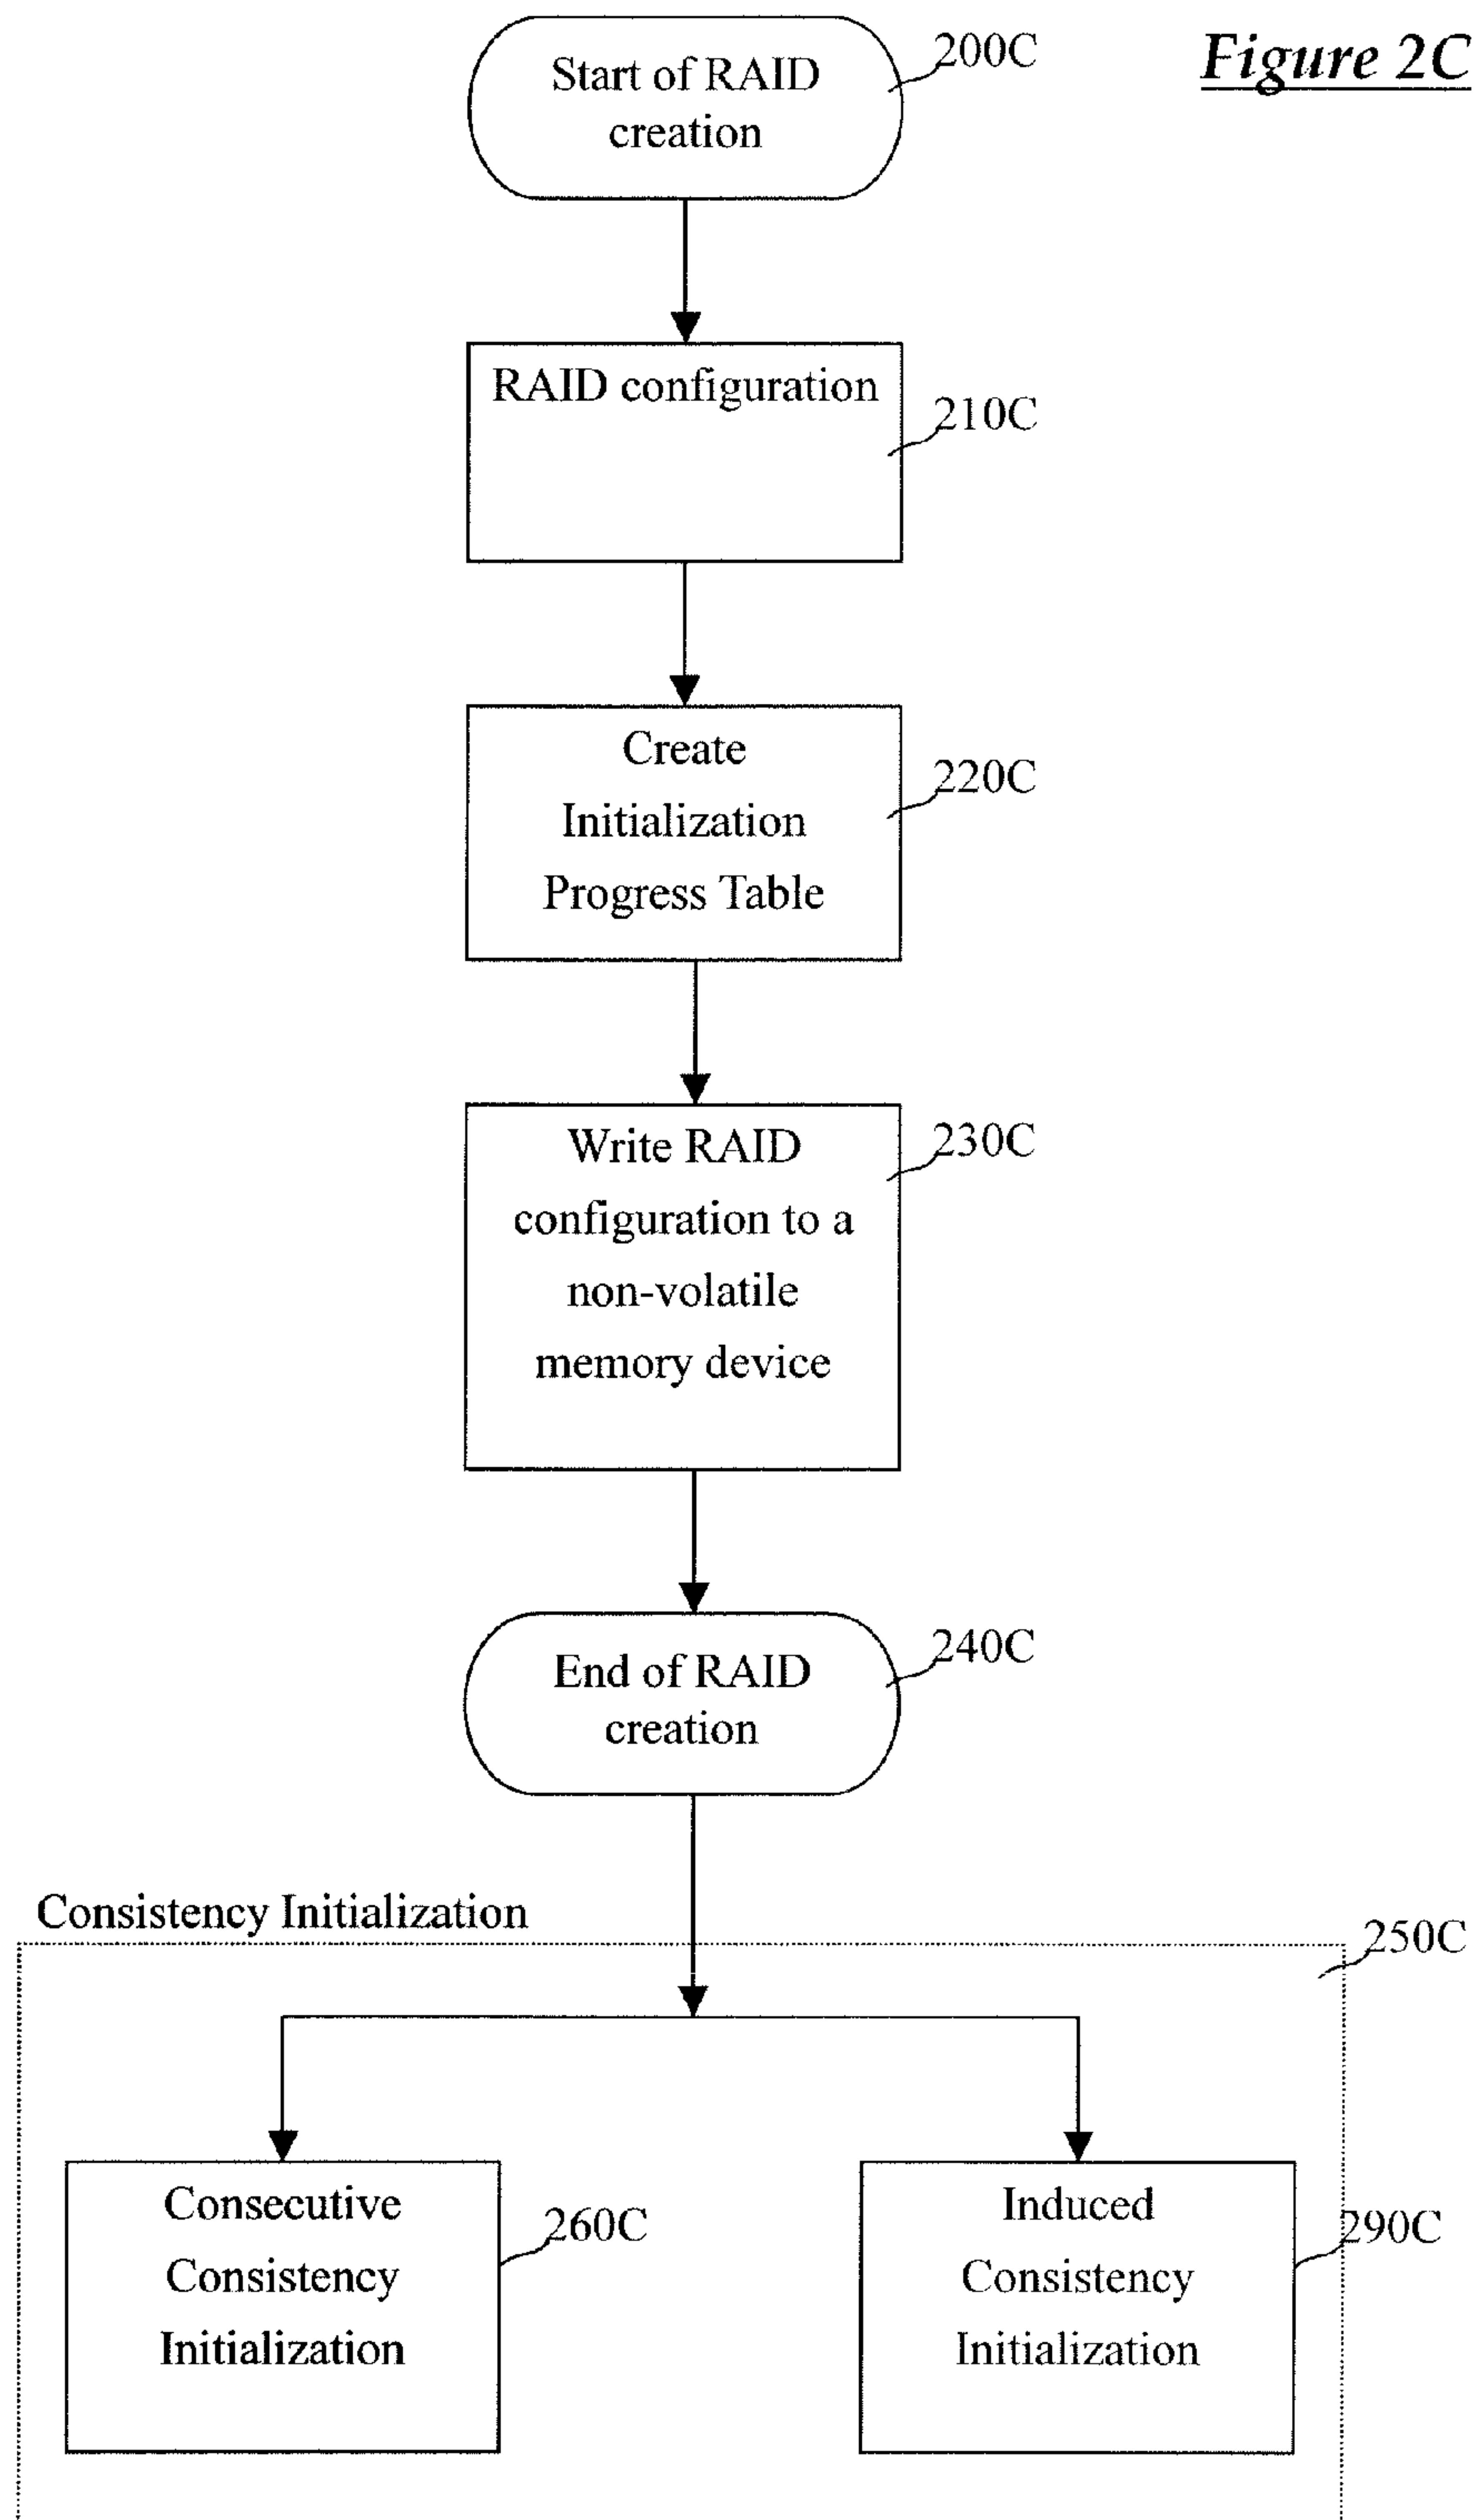 Figure 2C
200C
Start of RAID
creation
RAID configuration
210C
Create
Initialization
Progress Table
220C
Write RAID
configuration to a
non-volatile
memory device
230C
End of RAID
creation
240C
Consistency Initialization
250C
Consecutive
Consistency
Initialization
260C
Induced
Consistency
Initialization
290C